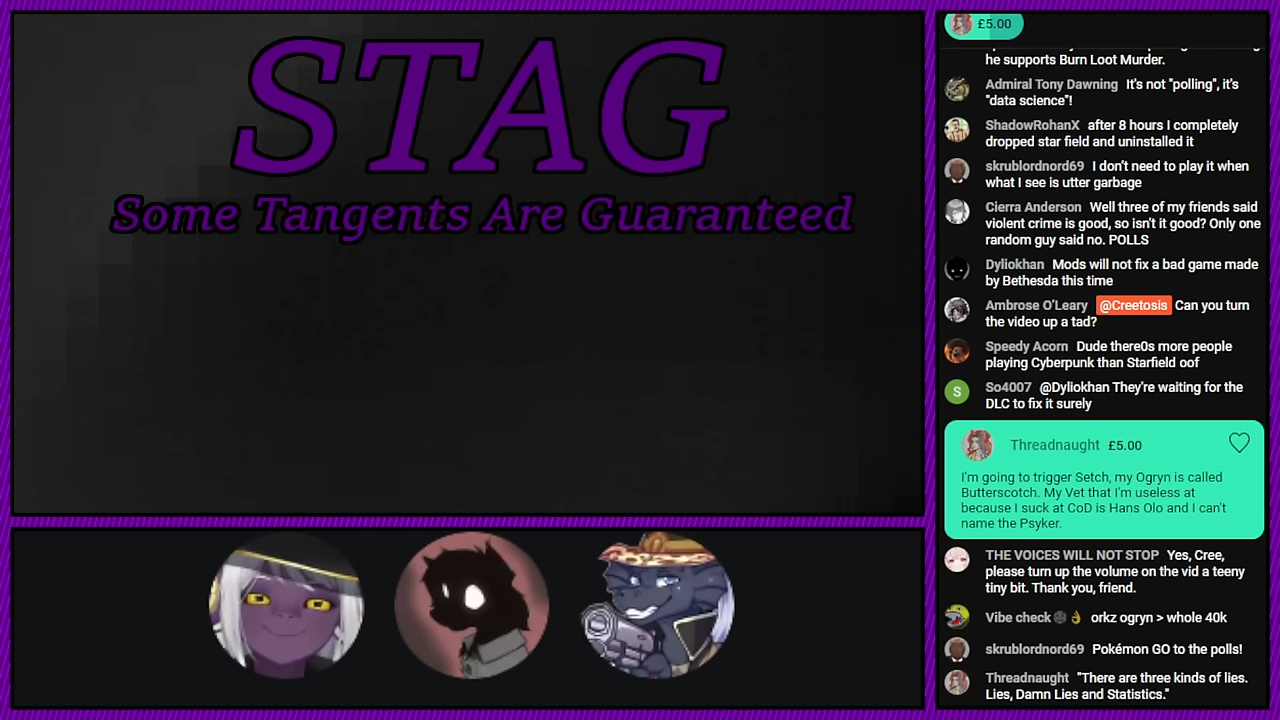 STAG
Some Tangents Are Guaranteed
£5.00
he supports Burn Loot Murder.
Admiral Tony Dawning It's not "polling", it's
"data science"!
ShadowRohanX after 8 hours I completely
dropped star field and uninstalled it
skrublordnord69 I don't need to play it when
what I see is utter garbage
Cierra Anderson Well three of my friends said
violent crime is good, so isn't it good? Only one
random guy said no. POLLS
Dyliokhan Mods will not fix a bad game made
by Bethesda this time
Ambrose O'Leary @Creetosis Can you turn
the video up a tad?
Speedy Acorn Dude there0s more people
playing Cyberpunk than Starfield oof
S
So4007 @Dyliokhan They're waiting for the
DLC to fix it surely
Threadnaught £5.00
I'm going to trigger Setch, my Ogryn is called
Butterscotch. My Vet that I'm useless at
because I suck at CoD is Hans Olo and I can't
name the Psyker.
THE VOICES WILL NOT STOP Yes, Cree,
please turn up the volume on the vid a teeny
tiny bit. Thank you, friend.
Vibe check orkz ogryn > whole 40k
skrublordnord69 Pokémon GO to the polls!
Threadnaught "There are three kinds of lies.
Lies, Damn Lies and Statistics."